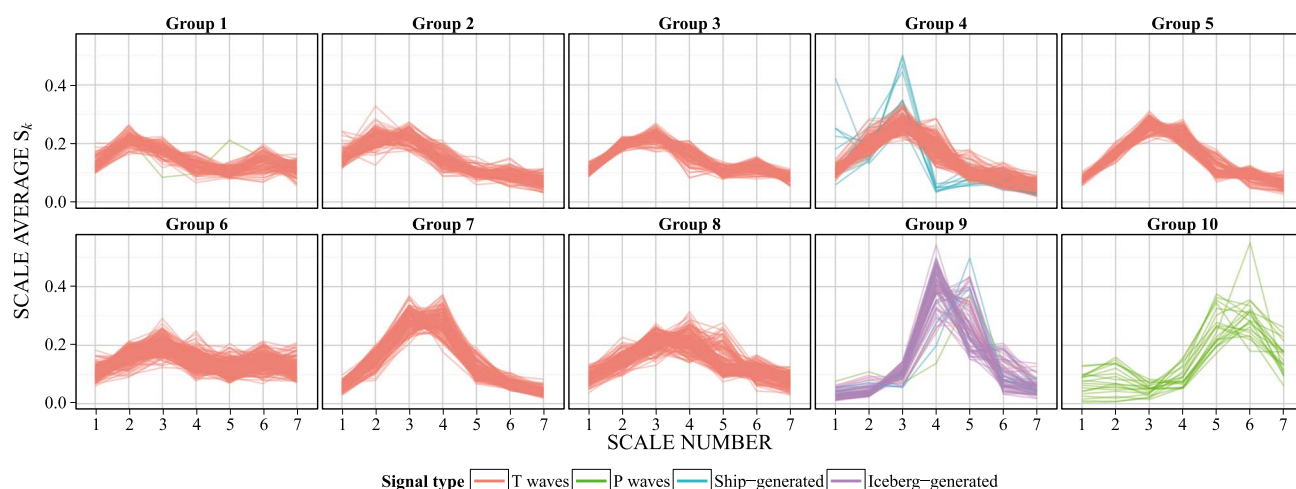 Group 1 Group 2 Group 3 Group 4 Group 5
0.4
0.2
0.0
SCALE AVERAGE Sk
Group 6 Group 7 Group 8 Group 9 Group 10
0.4
0.2
0.0
1 2 3 4 5 6 7 1 2 3 4 5 6 7 1 2 3 4 5 6 7 1 2 3 4 5 6 7 1 2 3 4 5 6 7
SCALE NUMBER
Signal type T waves P waves Ship−generated Iceberg−generated